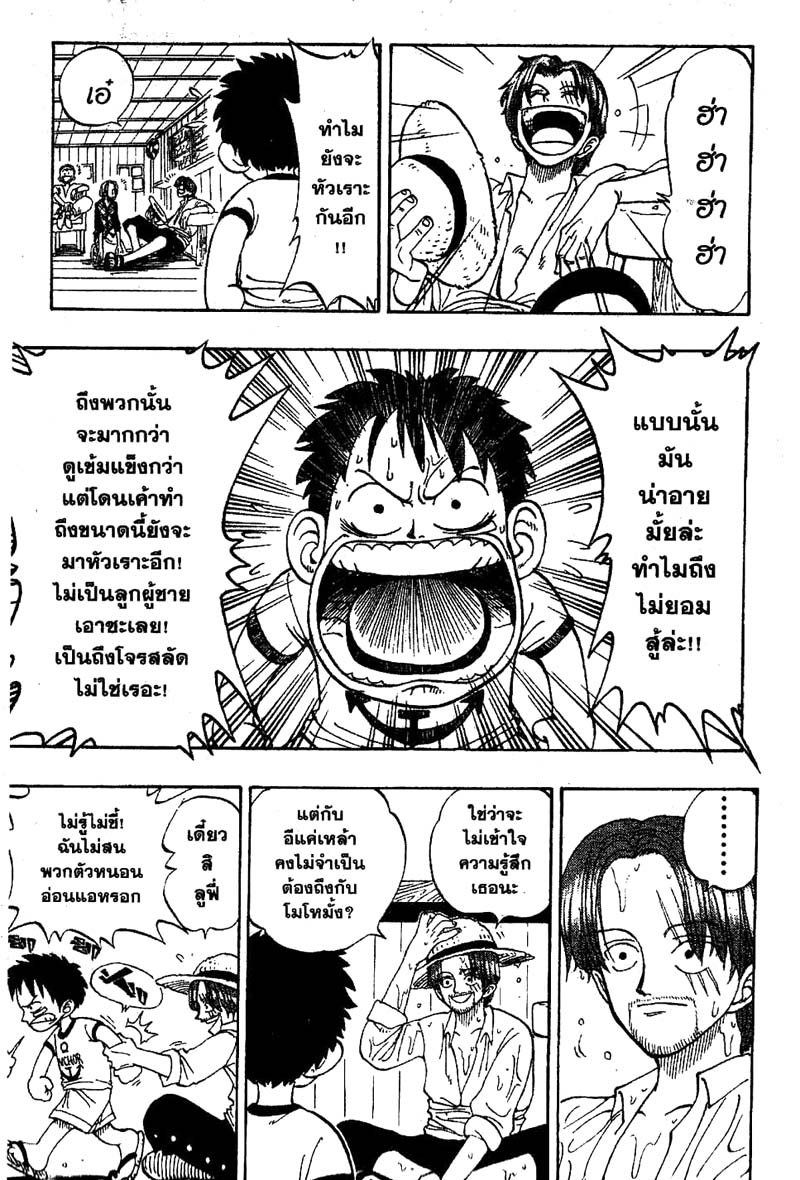 ฮ่า
ฮ่า
ฮ่า
ฮ่า
ทำไม
ยังจะ
หัวเราะ
กันอีก
!!
เอ๋
แบบนั้น
มัน
น่าอาย
มั้ยล่ะ
ทำไมถึง
ไม่ยอม
สู้ล่ะ!!
ถึงพวกนั้น
จะมากกว่า
ดูเข้มแข็งกว่า
แต่โดนเค้าทำ
ถึงขนาดนี้ยังจะ
มาหัวเราะอีก!
ไม่เป็นลูกผู้ชาย
เอาซะเลย!
เป็นถึงโจรสลัด
ไม่ใช่เรอะ!
........
ใช่ว่าจะ
ไม่เข้าใจ
ความรู้สึก
เธอนะ
แต่กับ
อีแค่เหล้า
คงไม่จำเป็น
ต้องถึงกับ
โมโหมั้ง?
เดี๋ยว
สิ
ลูฟี่
ไม่รู้ไม่ชี้!
ฉันไม่สน
พวกตัวหนอน
อ่อนแอหรอก
ANCHOR